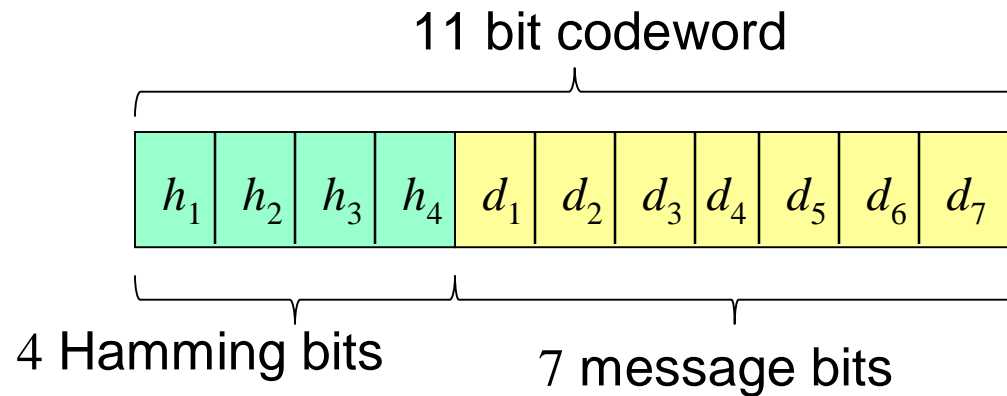 11 bit codeword
h₁ h₂ h₃ h₄ d₁ d₂ d₃ d₄ d₅ d₆ d₇
4 Hamming bits
7 message bits